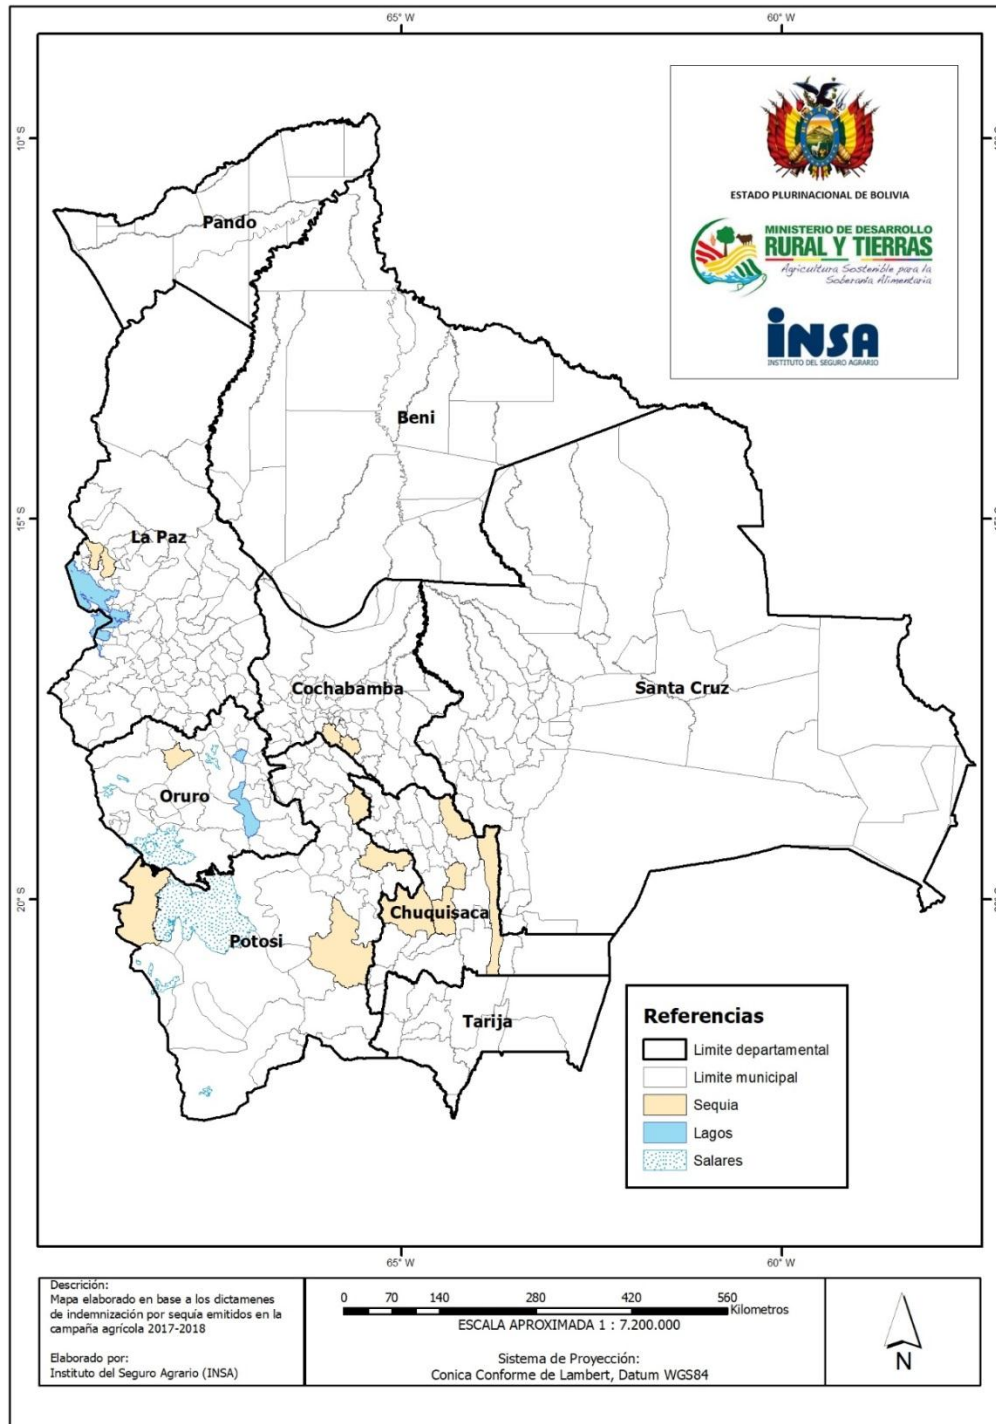 65° W
60° W
10° S
ESTADO PLURINACIONAL DE BOLIVIA
MINISTERIO DE DESARROLLO
RURAL Y TIERRAS
Agricultura Sostenible para la
Soberanía Alimentaria
INSA
INSTITUTO DEL SEGURO AGRARIO
Pando
Beni
15° S
La Paz
Cochabamba
Santa Cruz
Oruro
20° S
Chuquisaca
Potosi
Tarija
Referencias
Limite departamental
Limite municipal
Sequia
Lagos
Salares
65° W
60° W
Descrición:
Mapa elaborado en base a los dictamenes
de indemnización por sequía emitidos en la
campaña agrícola 2017-2018
Elaborado por:
Instituto del Seguro Agrario (INSA)
0 70 140 280 420 560
Kilometros
ESCALA APROXIMADA 1 : 7.200.000
Sistema de Proyección:
Conica Conforme de Lambert, Datum WGS84
N